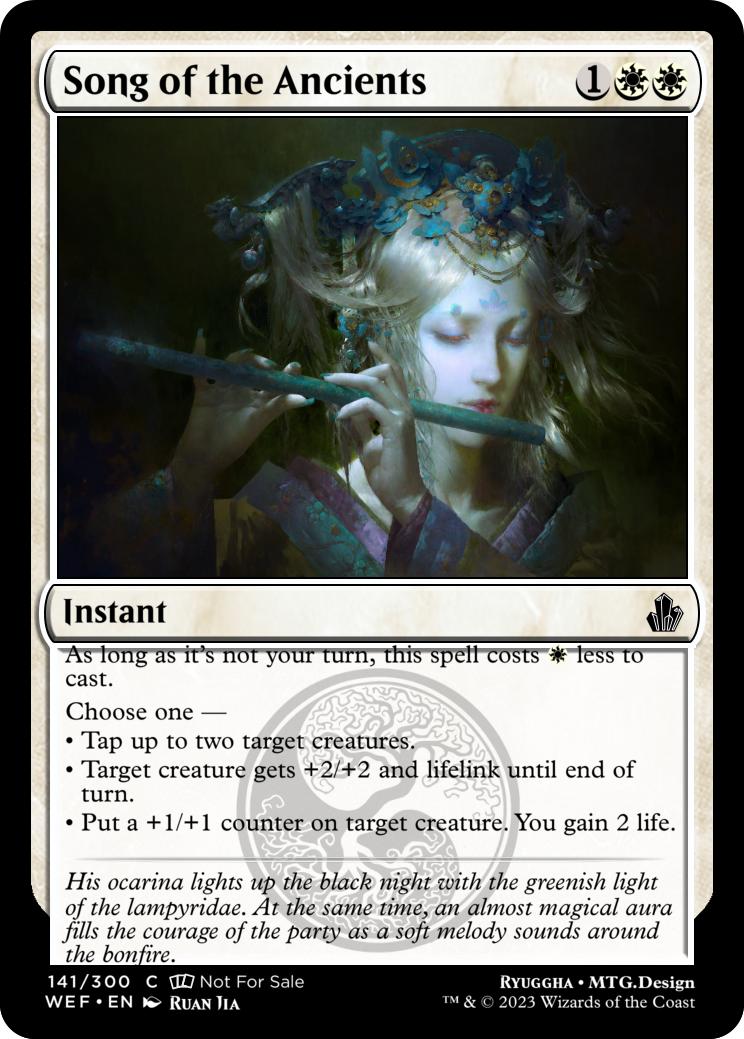 Song of the Ancients 1
Instant
As long as it's not your turn, this spell costs less to
cast.
Choose one —
• Tap up to two target creatures.
• Target creature gets +2/+2 and lifelink until end of
turn.
• Put a +1/+1 counter on target creature. You gain 2 life.
His ocarina lights up the black night with the greenish light
of the lampyridae. At the same time, an almost magical aura
fills the courage of the party as a soft melody sounds around
the bonfire.
141/300 C Not For Sale
WEF • EN Ruan Jia
Ryuggha • MTG.Design
™ & © 2023 Wizards of the Coast